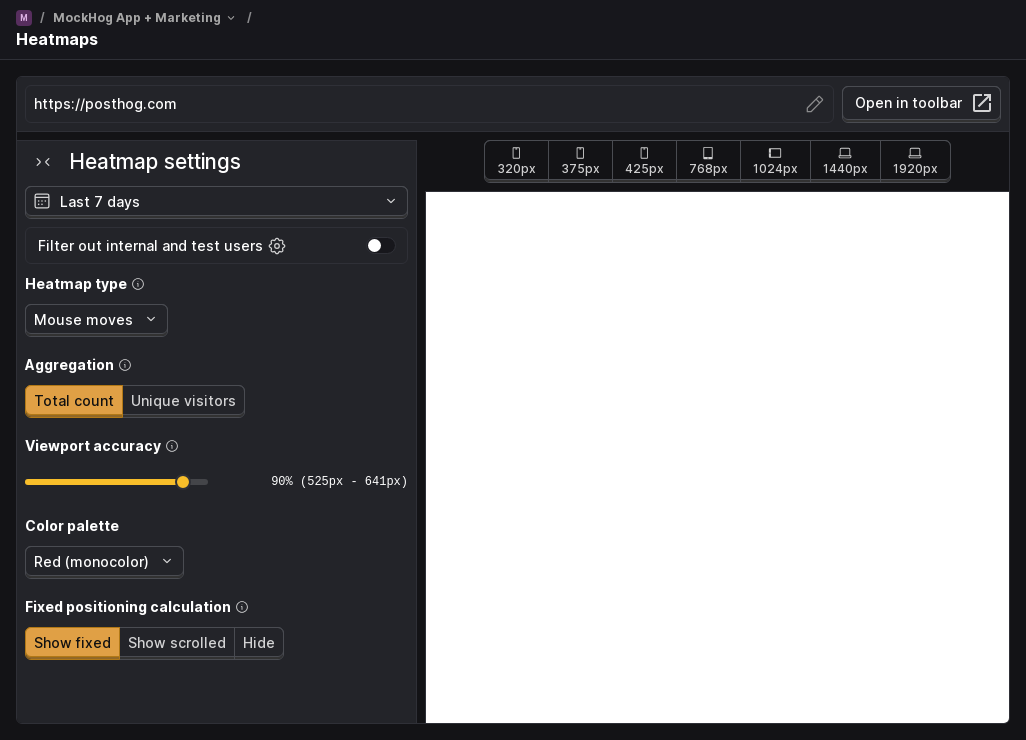 M / MockHog App + Marketing /
Heatmaps
https://posthog.com
Open in toolbar
Heatmap settings
320px 375px 425px 768px 1024px 1440px 1920px
Last 7 days
Filter out internal and test users
Heatmap type
Mouse moves
Aggregation
Total count Unique visitors
Viewport accuracy
90% (525px - 641px)
Color palette
Red (monocolor)
Fixed positioning calculation
Show fixed Show scrolled Hide